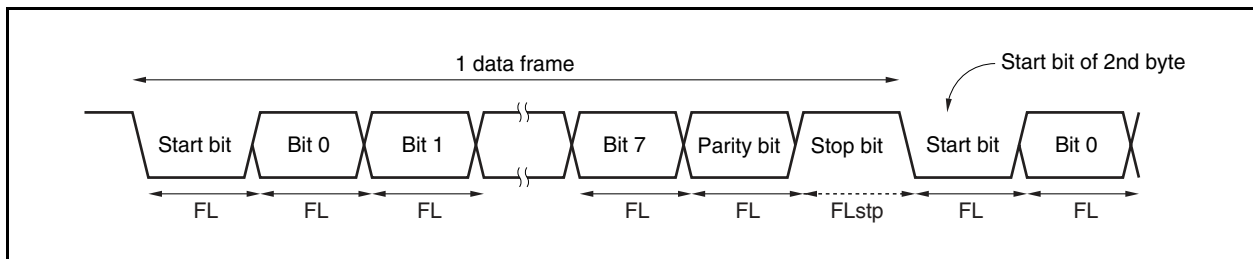 1 data frame
Start bit of 2nd byte
Start bit Bit 0 Bit 1 Bit 7 Parity bit Stop bit Start bit Bit 0
FL FL FL FL FL FLstp FL FL